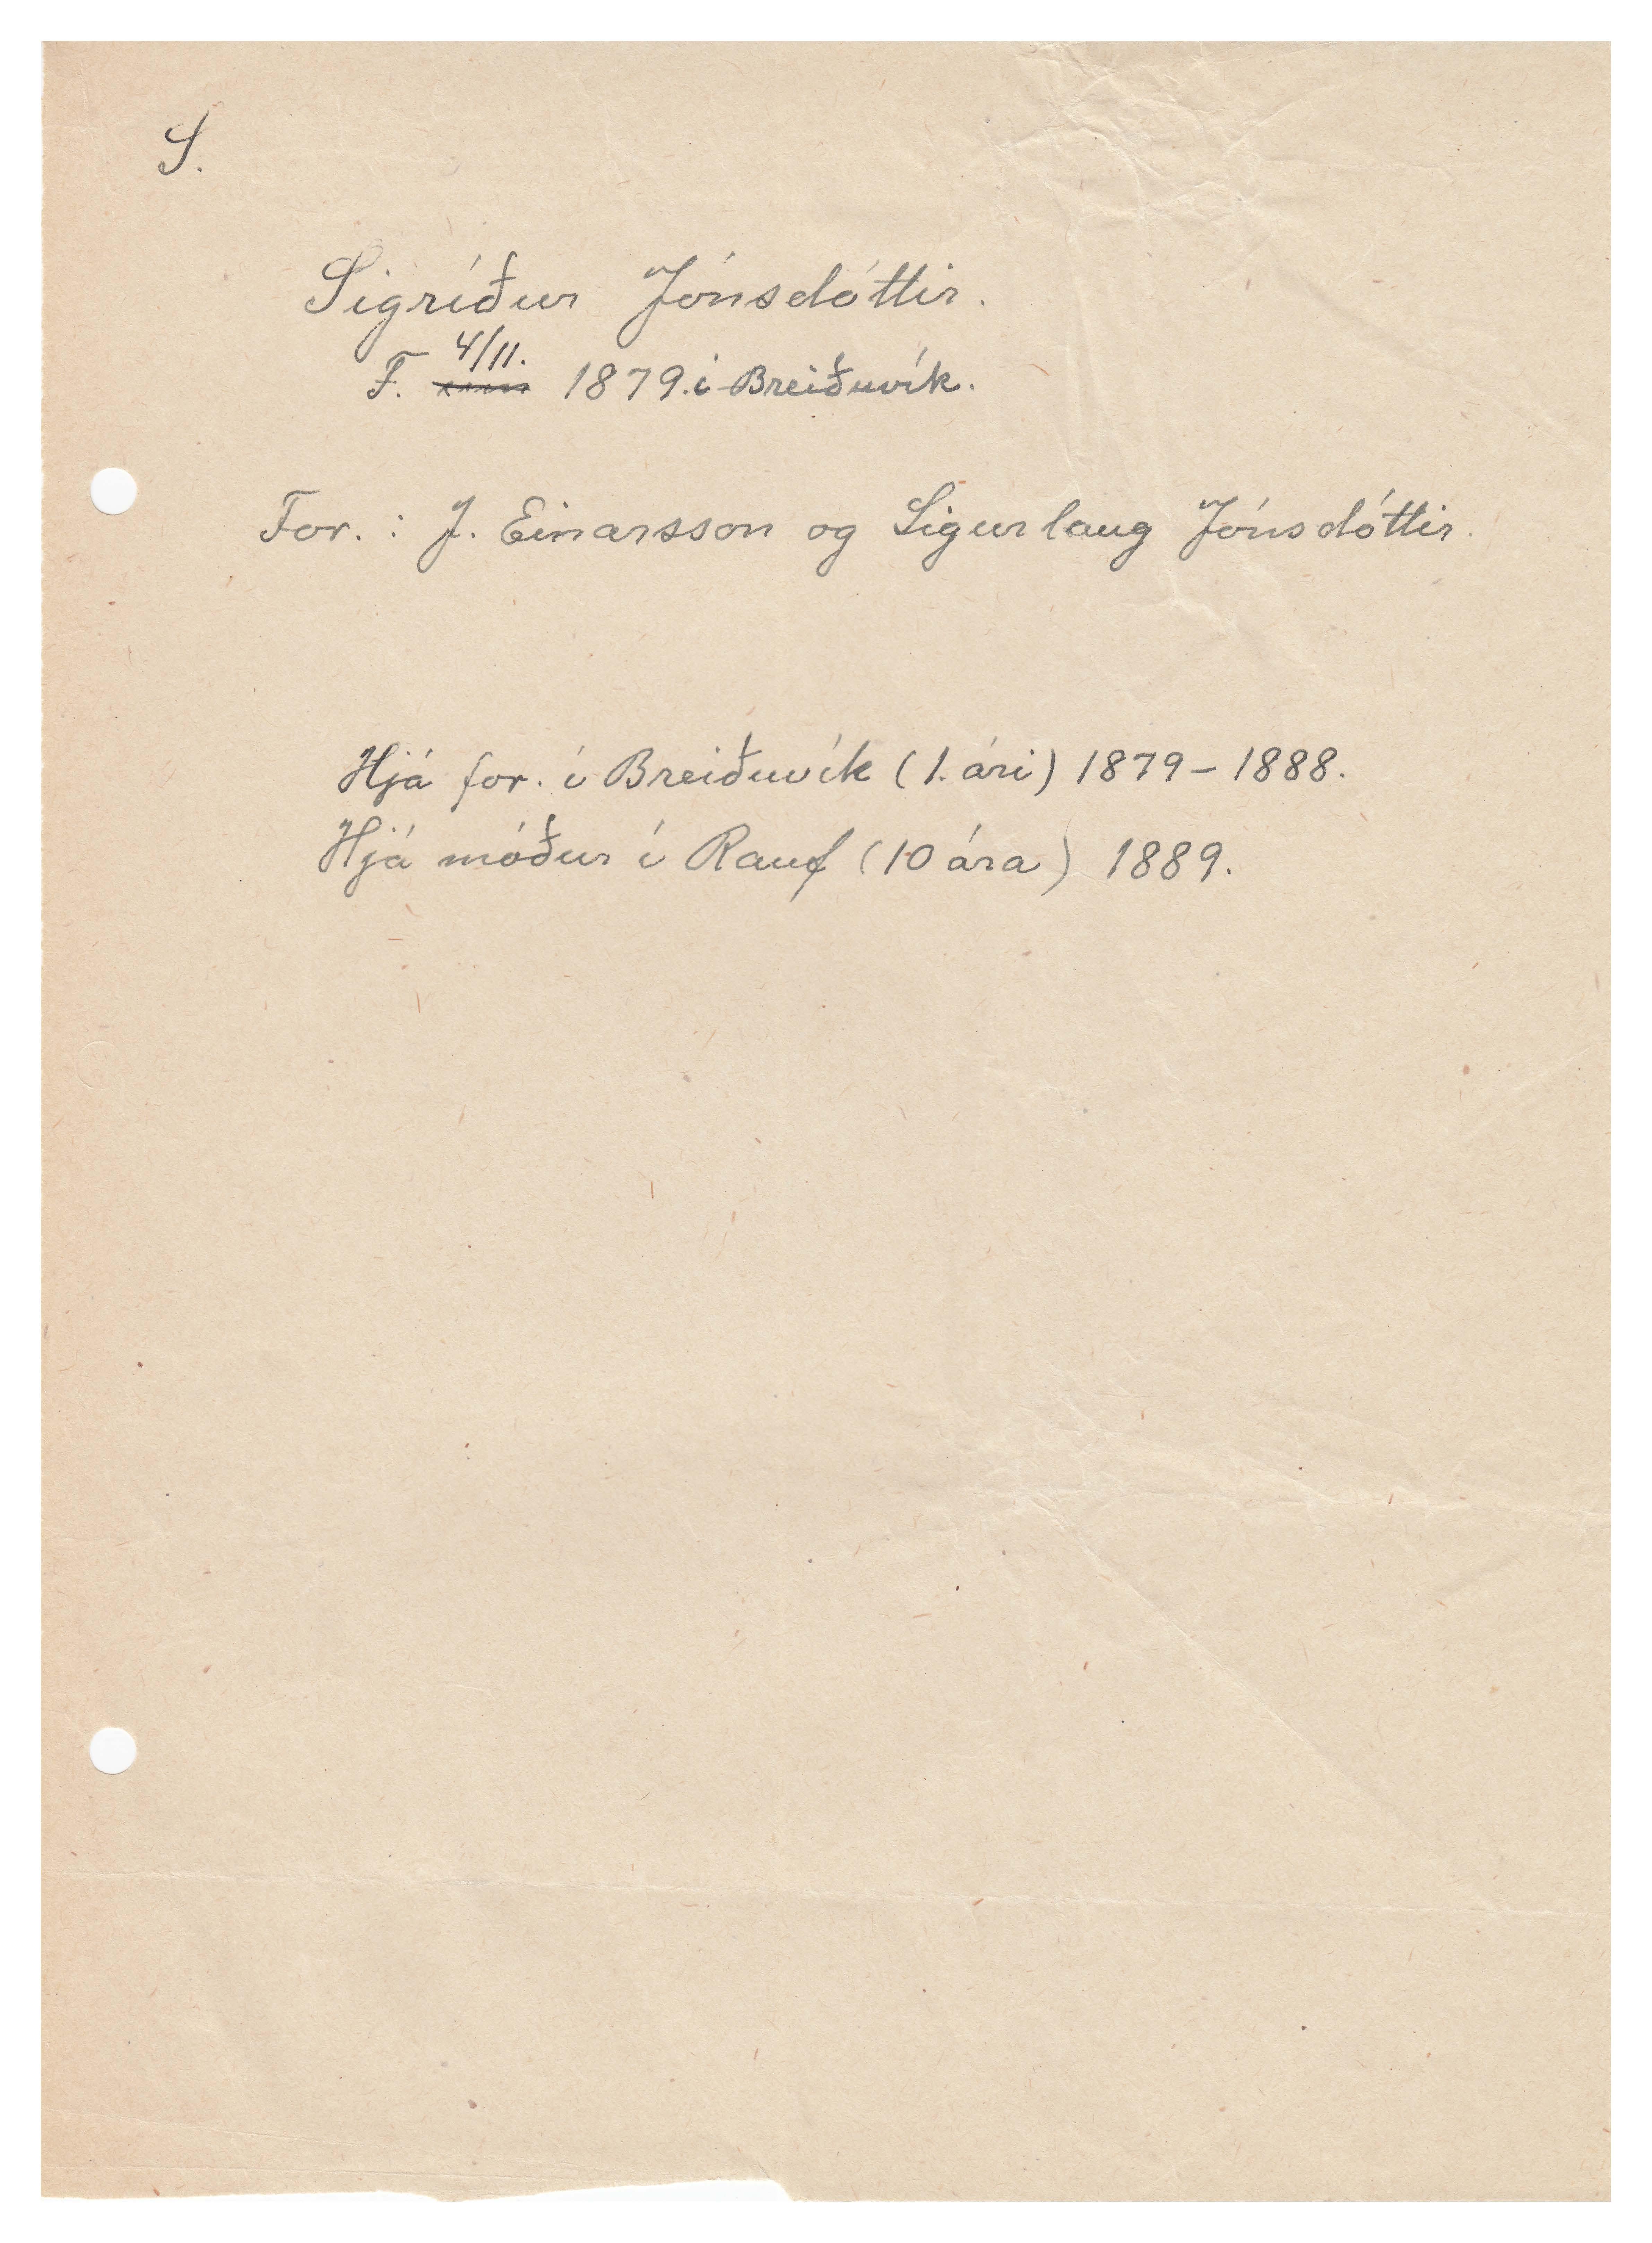 S.
Sigríður Jónsdóttir.
4/11.
F. 1879. í Breiðuvík.
For. : J. Einarsson og Sigurlaug Jónsdóttir.
Hjá for. í Breiðuvík (1. ári) 1879 – 1888.
Hjá móður í Rauf (10 ára) 1889.